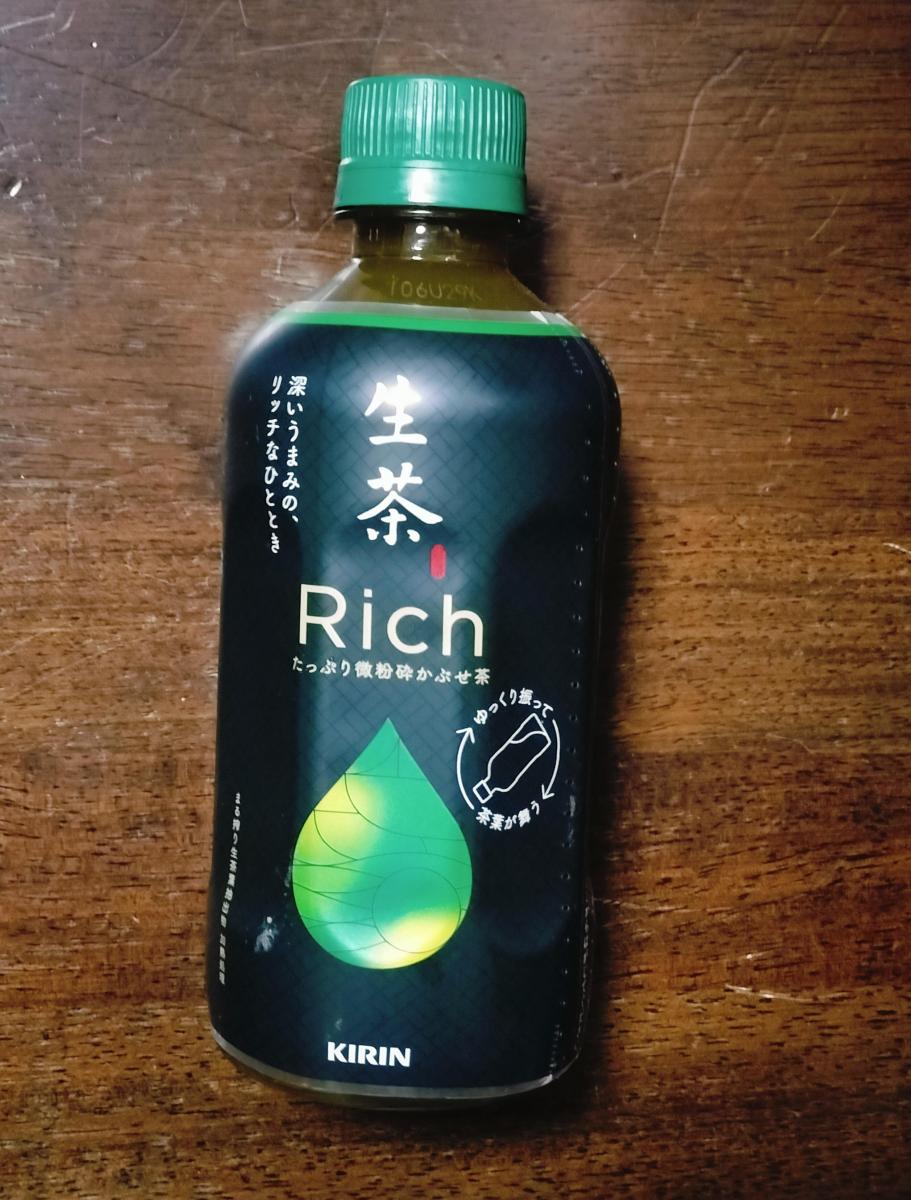 深いうまみの、
リッチなひととき
生茶
Rich
たっぷり微粉砕かぶせ茶
ゆっくり振って
茶葉が舞う
KIRIN